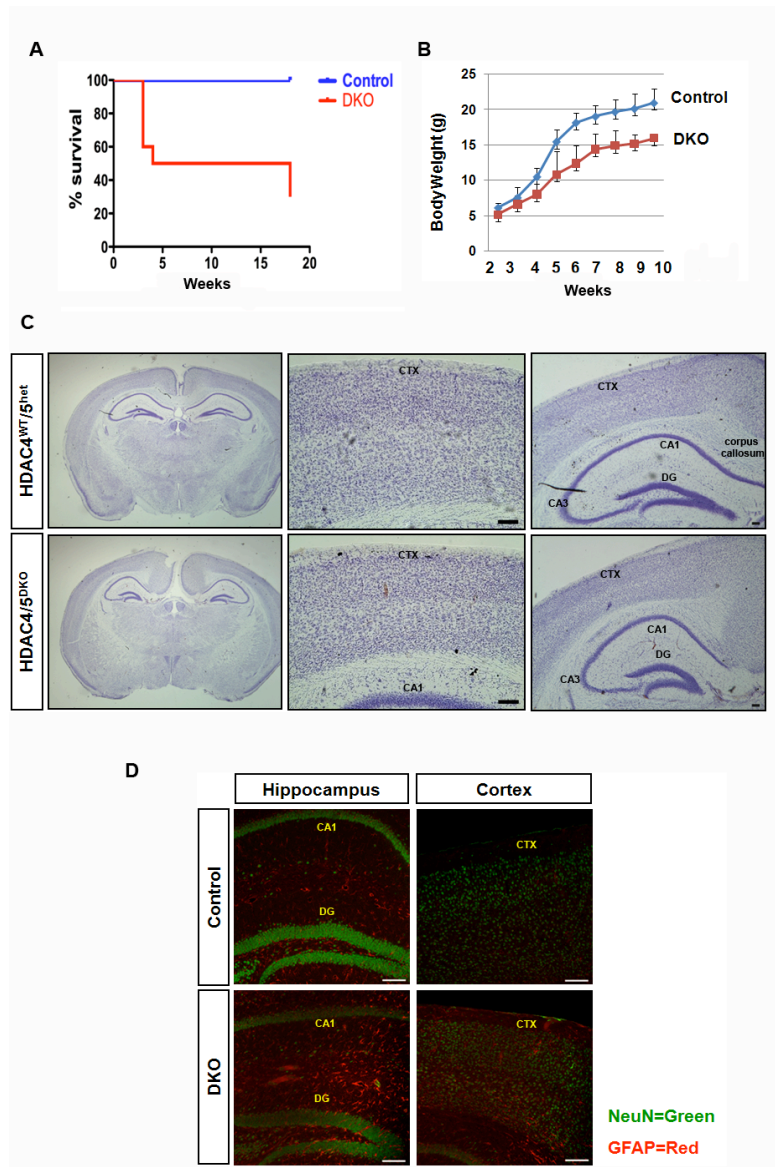 A
100
80
60
40
20
0
% survival
0 5 10 15 20
Weeks
Control
DKO
B
25
20
15
10
5
0
BodyWeight (g)
2 3 4 5 6 7 8 9 10
Weeks
Control
DKO
C
HDAC4WT/5het
CTX
CTX
corpus
callosum
CA1
DG
CA3
HDAC4/5DKO
CTX
CA1
CTX
CA1
DG
CA3
D
Hippocampus
Cortex
Control
CA1
DG
CTX
DKO
CA1
DG
CTX
NeuN=Green
GFAP=Red